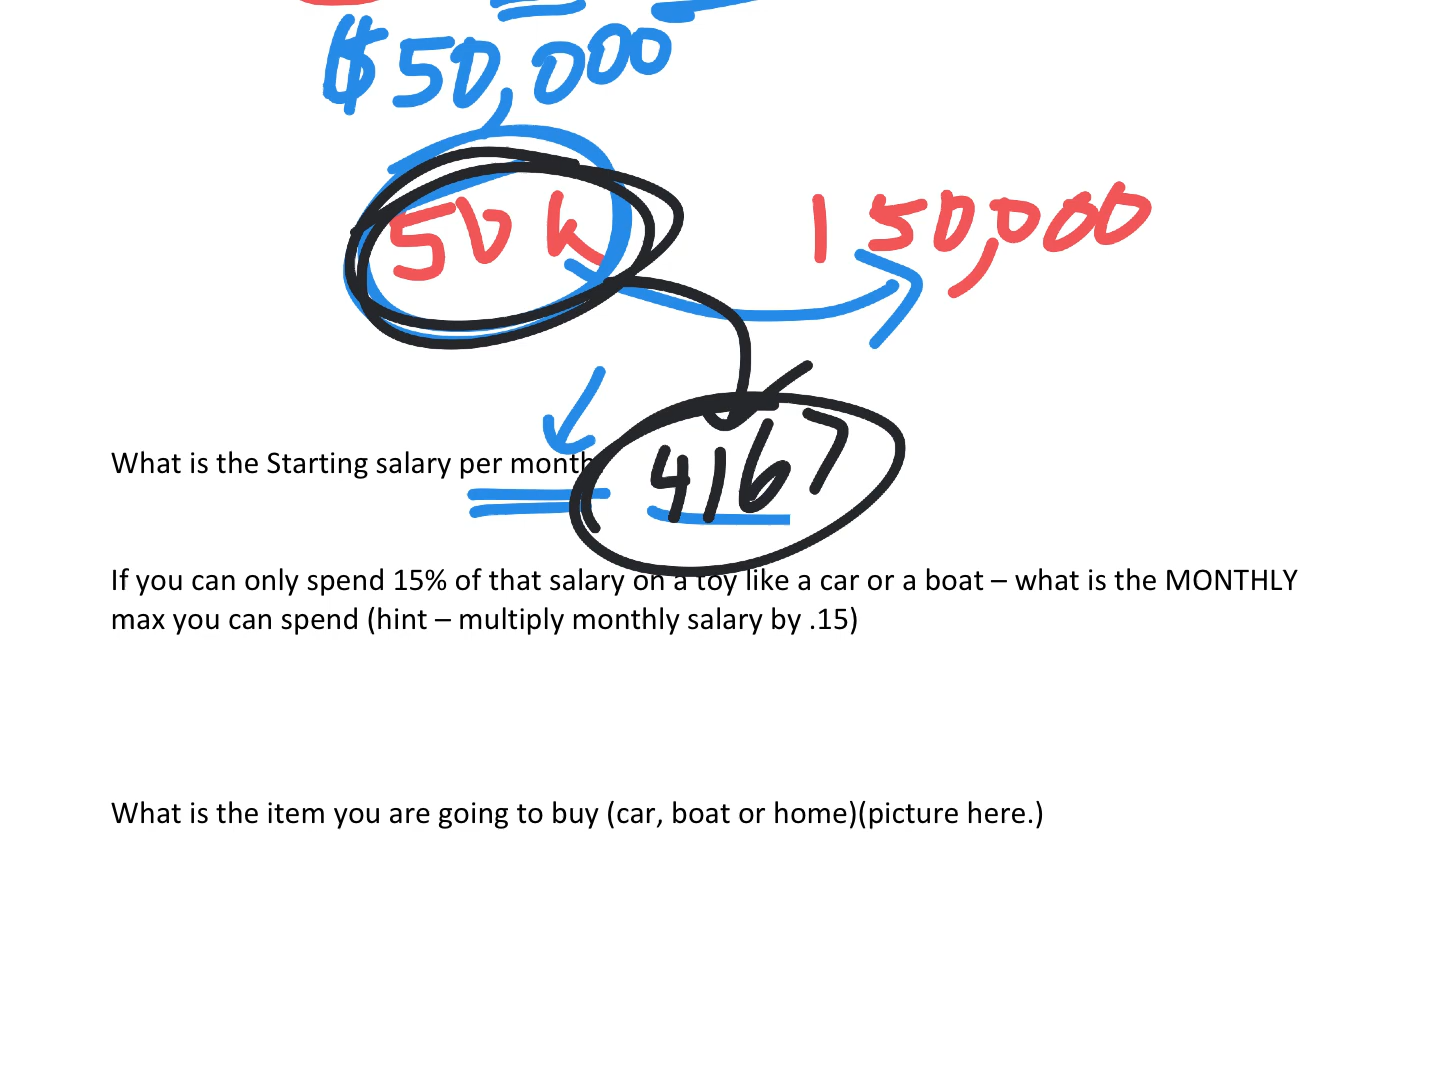 $50,000
50k 150,000
What is the Starting salary per month
4167
If you can only spend 15% of that salary on a toy like a car or a boat – what is the MONTHLY
max you can spend (hint – multiply monthly salary by .15)
What is the item you are going to buy (car, boat or home)(picture here.)